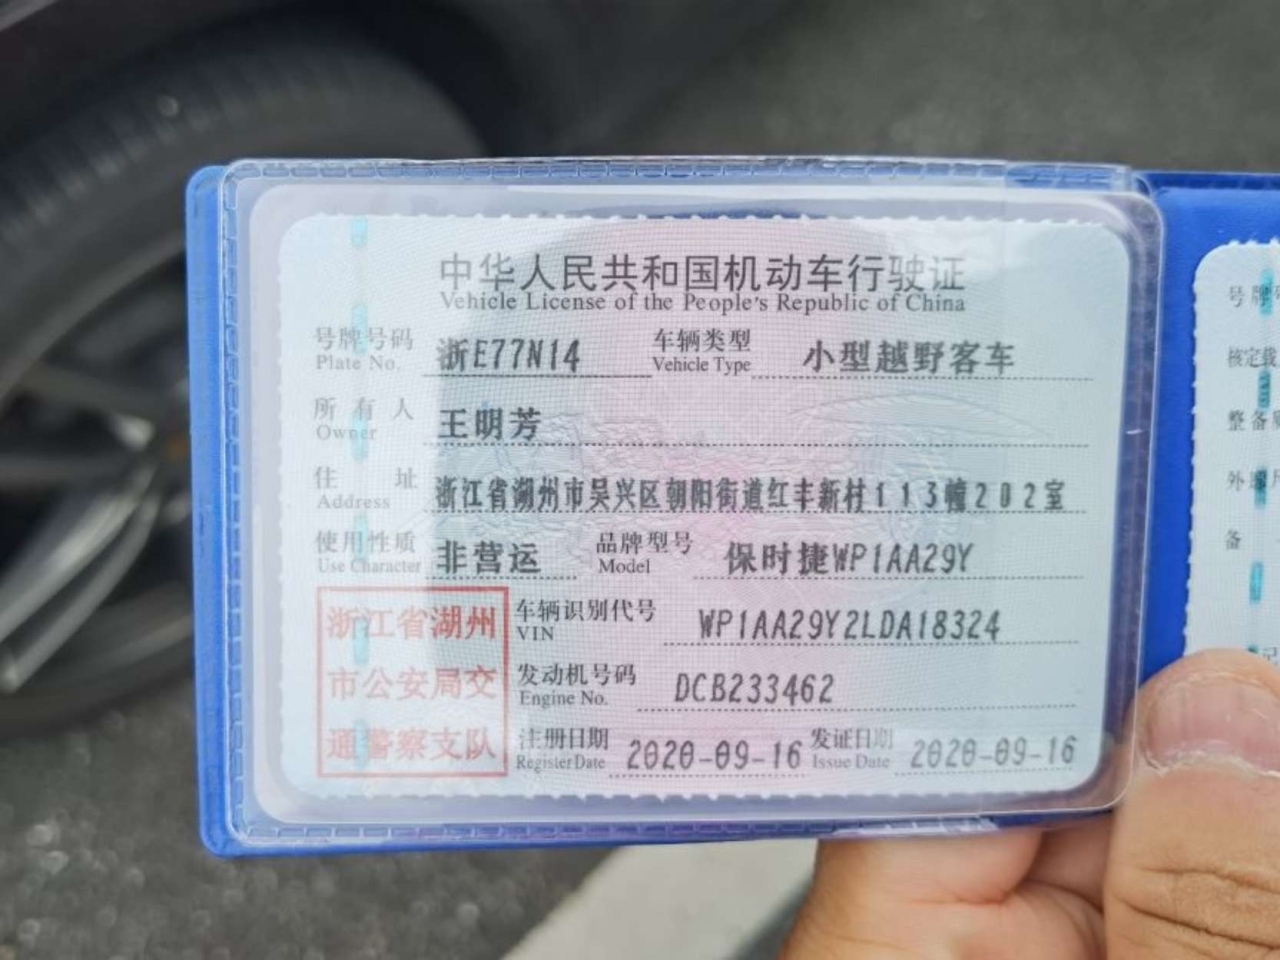 中华人民共和国机动车行驶证
Vehicle License of the People's Republic of China
号牌号码 浙E77N14 车辆类型 小型越野客车
Plate No. Vehicle Type
所有人 王明芳
Owner
住址 浙江省湖州市吴兴区朝阳街道红丰新村113幢202室
Address
使用性质 非营运 品牌型号 保时捷WP1AA29Y
Use Character Model
浙江省湖州
市公安局交
通警察支队
车辆识别代号 WP1AA29Y2LDA18324
VIN
发动机号码 DCB233462
Engine No.
注册日期 2020-09-16 发证日期 2020-09-16
Register Date Issue Date
号牌
核定载
整备
外
备